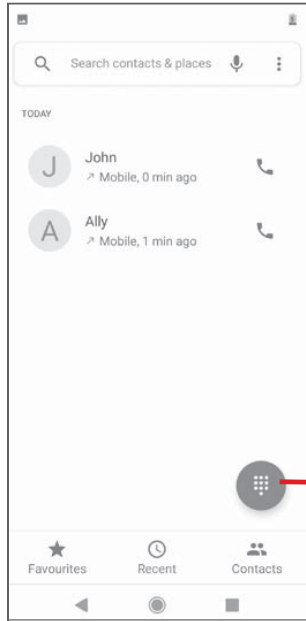 Search contacts & places
TODAY
J
John
Mobile, 0 min ago
A
Ally
Mobile, 1 min ago
Favourites
Recent
Contacts